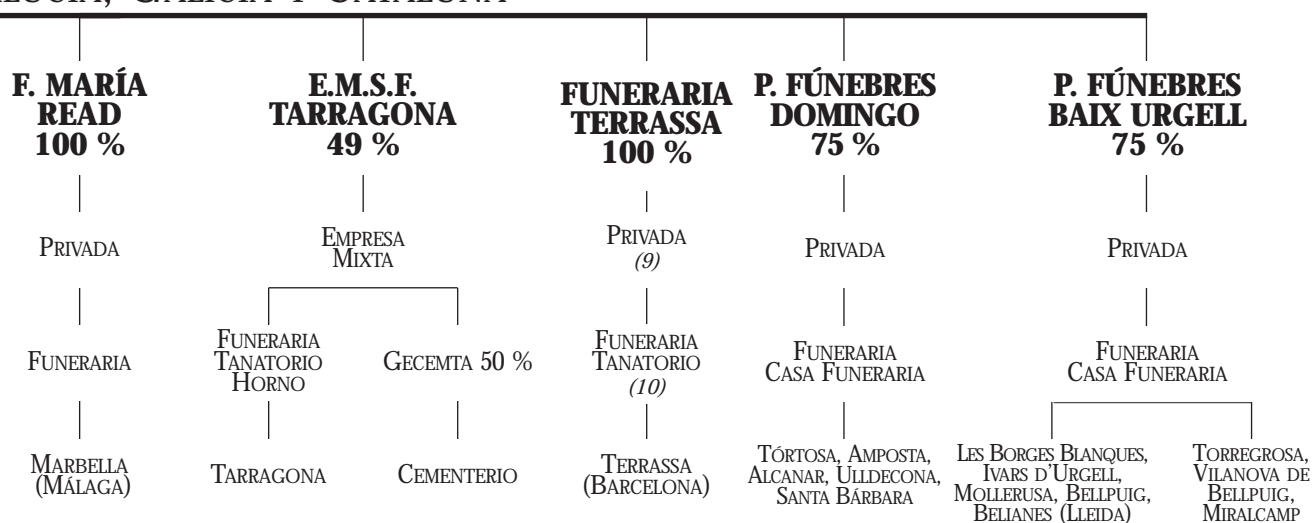 F. MARÍA
READ
100 %
PRIVADA
FUNERARIA
MARBELLA
(MÁLAGA)
E.M.S.F.
TARRAGONA
49 %
EMPRESA
MIXTA
FUNERARIA
TANATORIO
HORNO
TARRAGONA
GECEMTA 50 %
CEMENTERIO
FUNERARIA
TERRASSA
100 %
PRIVADA
(9)
FUNERARIA
TANATORIO
(10)
TERRASSA
(BARCELONA)
P. FÚNEBRES
DOMINGO
75 %
PRIVADA
FUNERARIA
CASA FUNERARIA
TÓRTOSA, AMPOSTA,
ALCANAR, ULLDECONA,
SANTA BÁRBARA
P. FÚNEBRES
BAIX URGELL
75 %
PRIVADA
FUNERARIA
CASA FUNERARIA
LES BORGES BLANQUES,
IVARS D'URGELL,
MOLLERUSA, BELLPUIG,
BELIANES (LLEIDA)
TORREGROSA,
VILANOVA DE
BELLPUIG,
MIRALCAMP